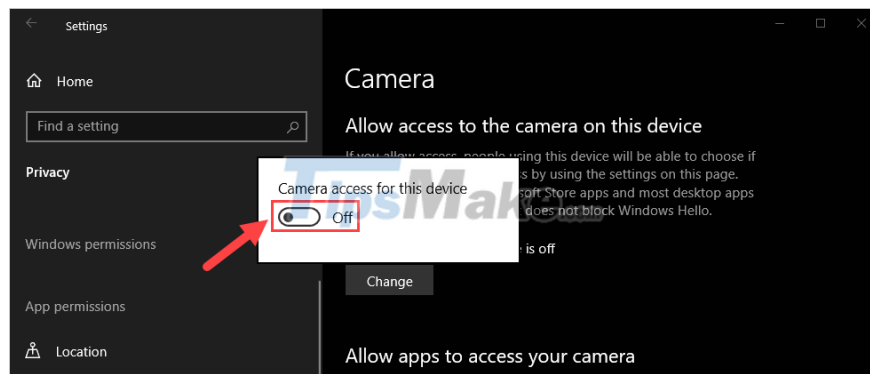 Settings
Home
Find a setting
Privacy
Windows permissions
App permissions
Location
Camera
Allow access to the camera on this device
If you allow access, people using this device will be able to choose if
s by using the settings on this page.
soft Store apps and most desktop apps
does not block Windows Hello.
is off
Change
Allow apps to access your camera
Camera access for this device
Off
TipsMake.com